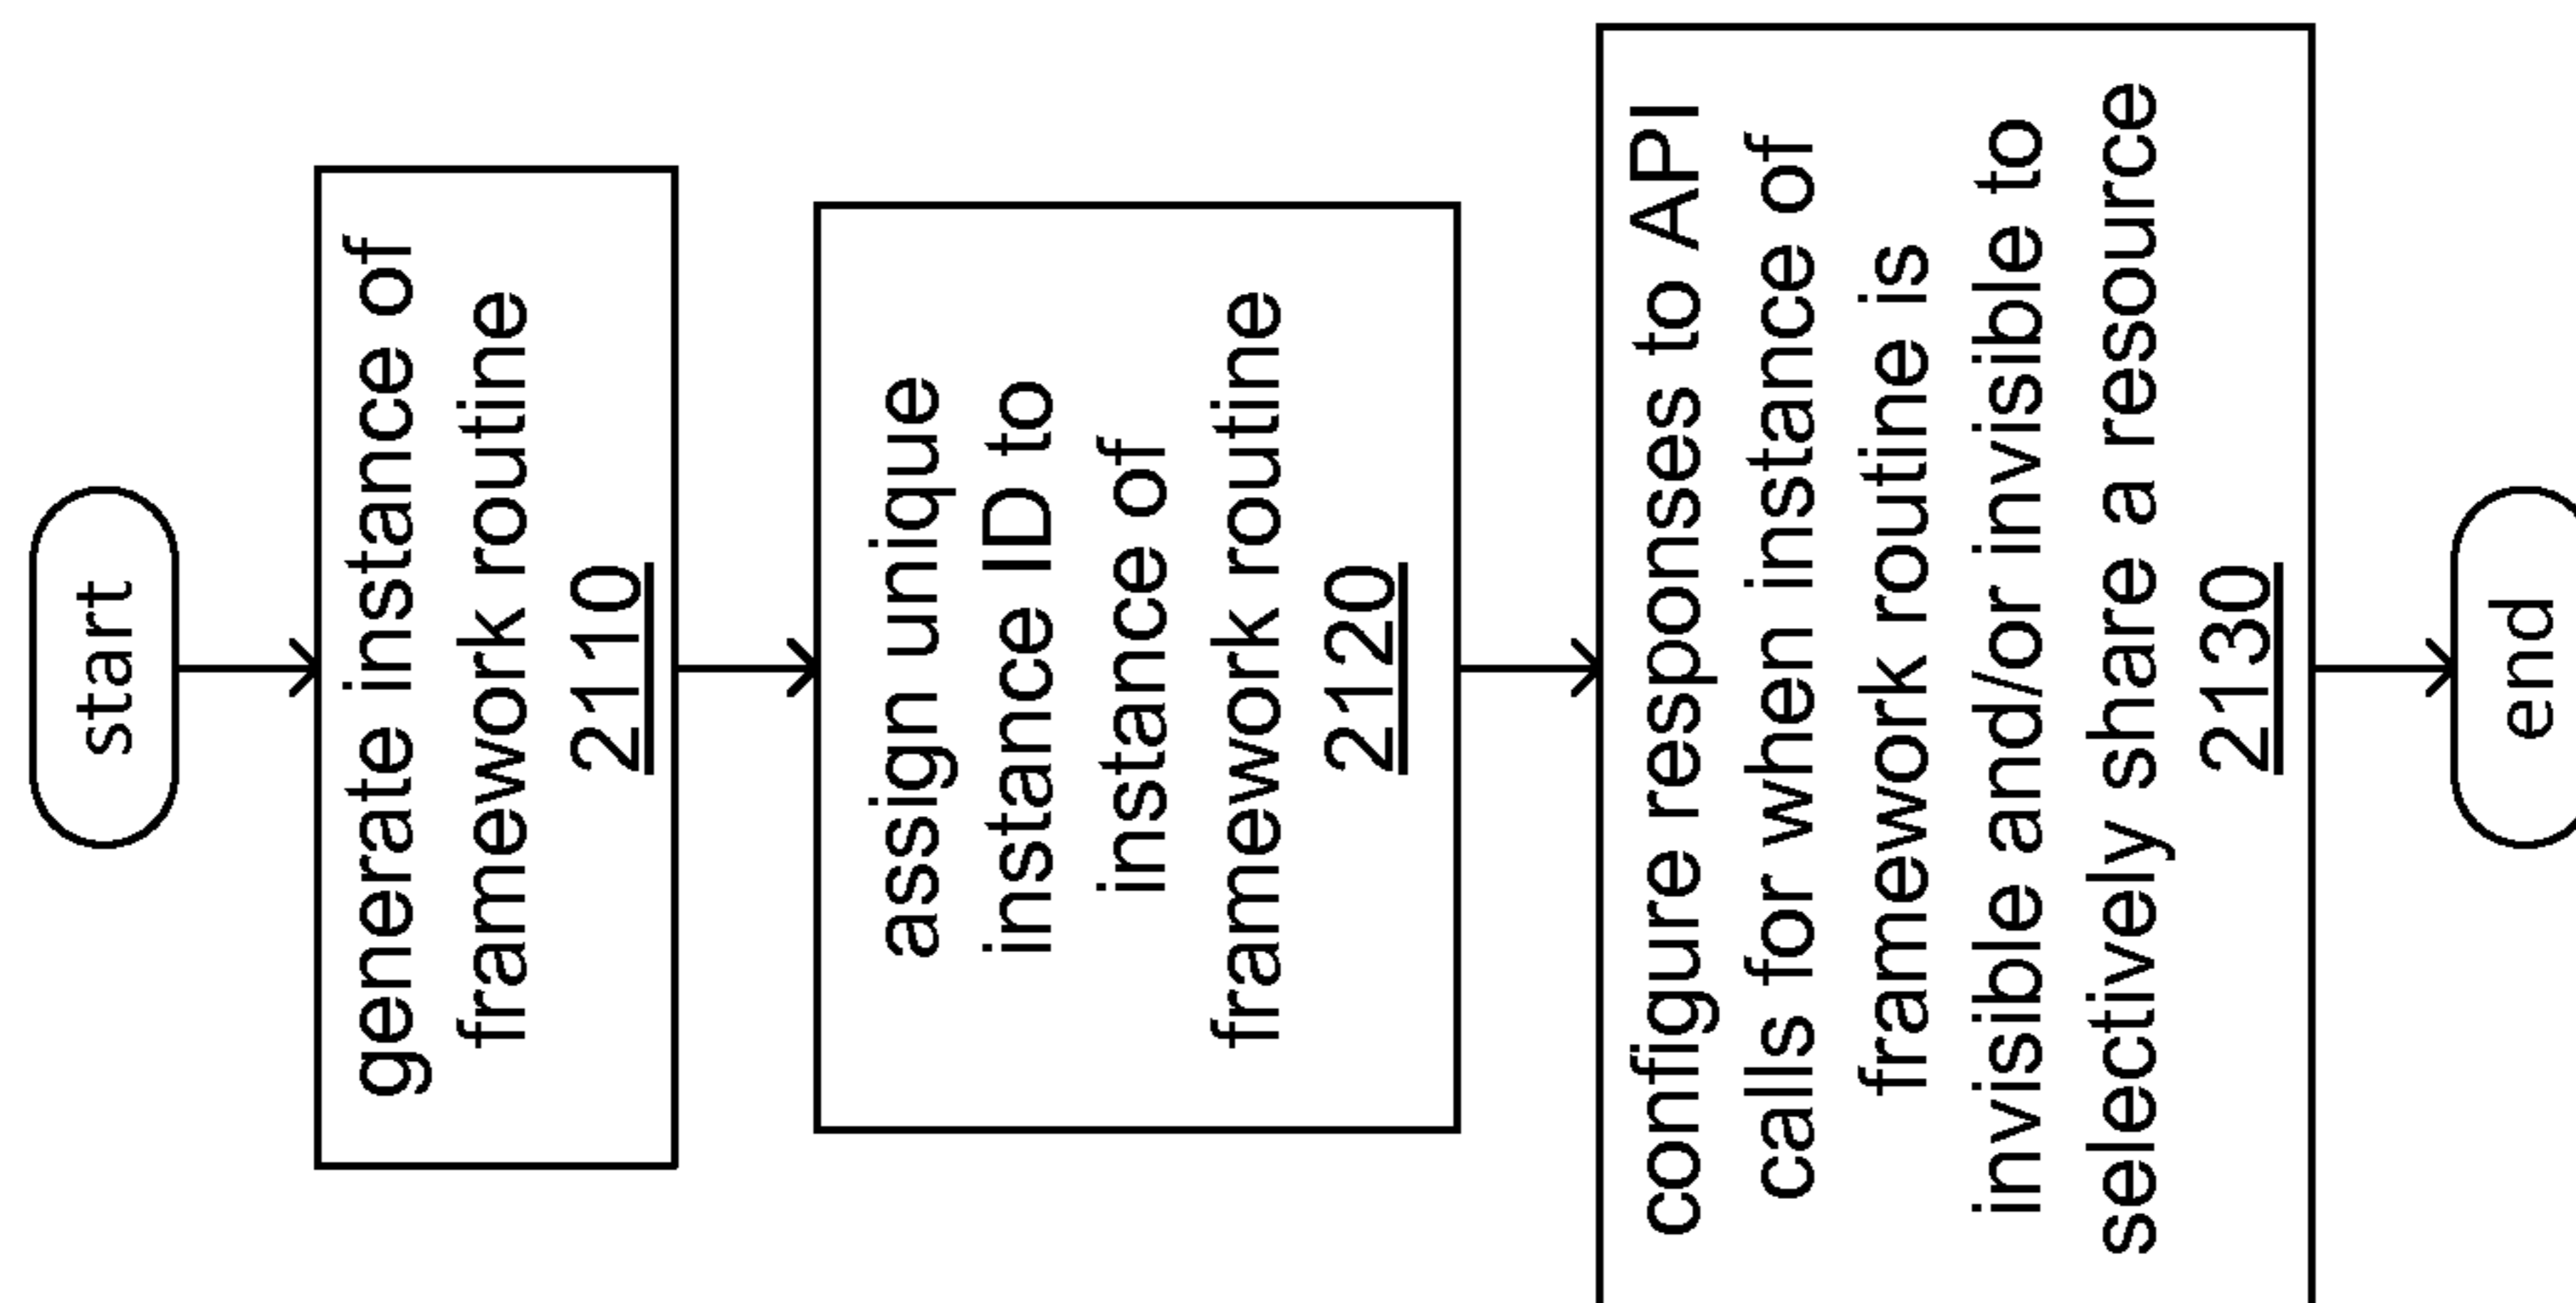 start
generate instance of
framework routine
2110
assign unique
instance ID to
instance of
framework routine
2120
configure responses to API
calls for when instance of
framework routine is
invisible and/or invisible to
selectively share a resource
2130
end